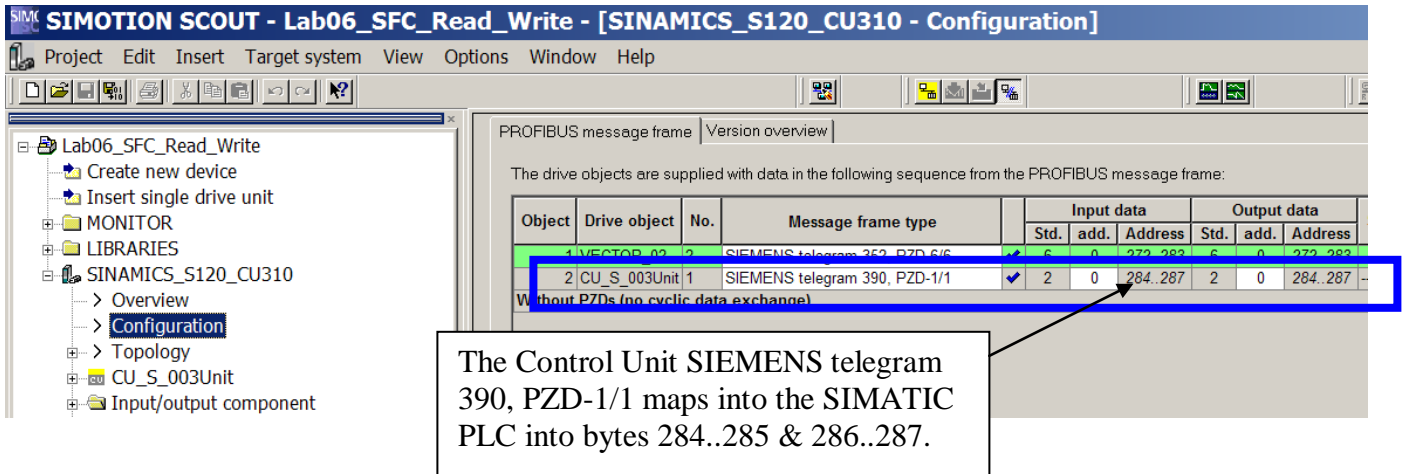 SIMOTION SCOUT - Lab06_SFC_Read_Write - [SINAMICS_S120_CU310 - Configuration]
Project Edit Insert Target system View Options Window Help
Lab06_SFC_Read_Write
Create new device
Insert single drive unit
MONITOR
LIBRARIES
SINAMICS_S120_CU310
Overview
Configuration
Topology
CU_S_003Unit
Input/output component
PROFIBUS message frame Version overview
The drive objects are supplied with data in the following sequence from the PROFIBUS message frame:
Object Drive object No. Message frame type Input data Output data
Std. add. Address Std. add. Address
1 VECTOR_02 2 SIEMENS telegram 352, PZD-6/6 6 0 272..283 6 0 272..283
2 CU_S_003Unit 1 SIEMENS telegram 390, PZD-1/1 2 0 284..287 2 0 284..287
Without PZDs (no cyclic data exchange)
The Control Unit SIEMENS telegram
390, PZD-1/1 maps into the SIMATIC
PLC into bytes 284..285 & 286..287.